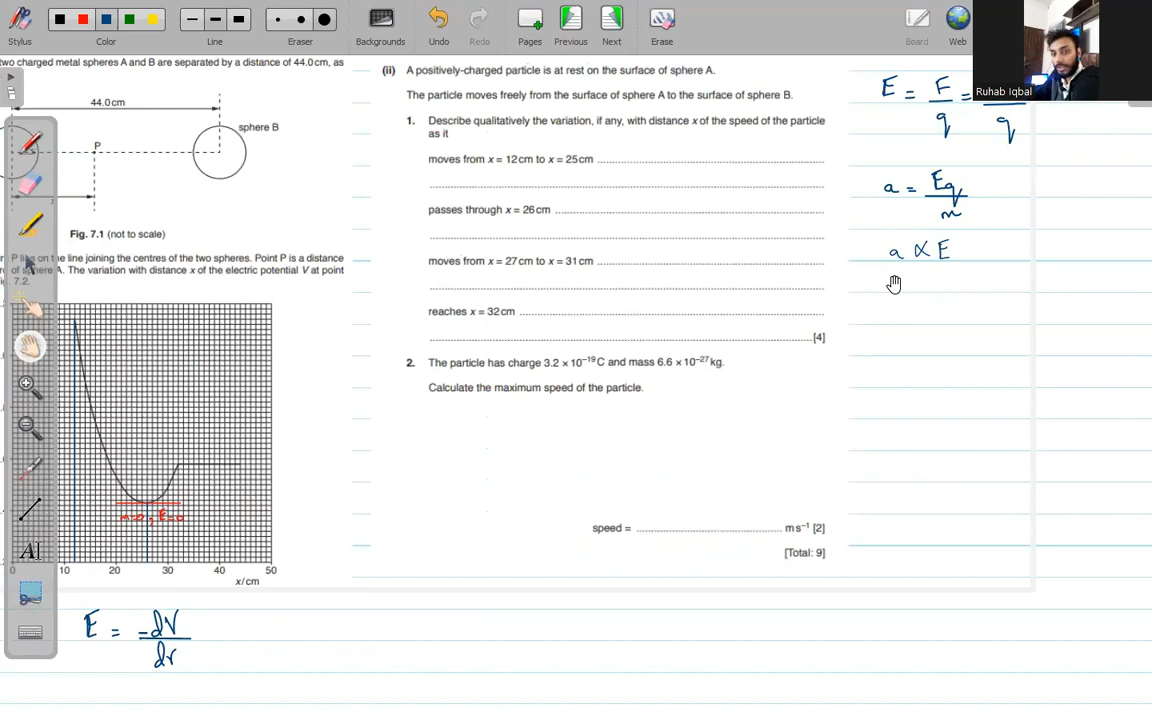 Stylus Color Line Eraser Backgrounds Undo Redo Pages Previous Next Erase Board Web
Ruhab Iqbal
two charged metal spheres A and B are separated by a distance of 44.0 cm, as
44.0 cm
sphere B
P
Fig. 7.1 (not to scale)
P lies on the line joining the centres of the two spheres. Point P is a distance
of sphere A. The variation with distance x of the electric potential V at point
7.2.
m=0, E=0
0 10 20 30 40 50
x/cm
E = -dV
dr
(ii) A positively-charged particle is at rest on the surface of sphere A.
The particle moves freely from the surface of sphere A to the surface of sphere B.
1. Describe qualitatively the variation, if any, with distance x of the speed of the particle
as it
moves from x = 12 cm to x = 25 cm ....................
passes through x = 26 cm ....................
moves from x = 27 cm to x = 31 cm ....................
reaches x = 32 cm ....................
.................... [4]
2. The particle has charge 3.2 × 10⁻¹⁹ C and mass 6.6 × 10⁻²⁷ kg.
Calculate the maximum speed of the particle.
speed = .................... m s⁻¹ [2]
[Total: 9]
E = F =
q q
a = Eq
m
a ∝ E
AI